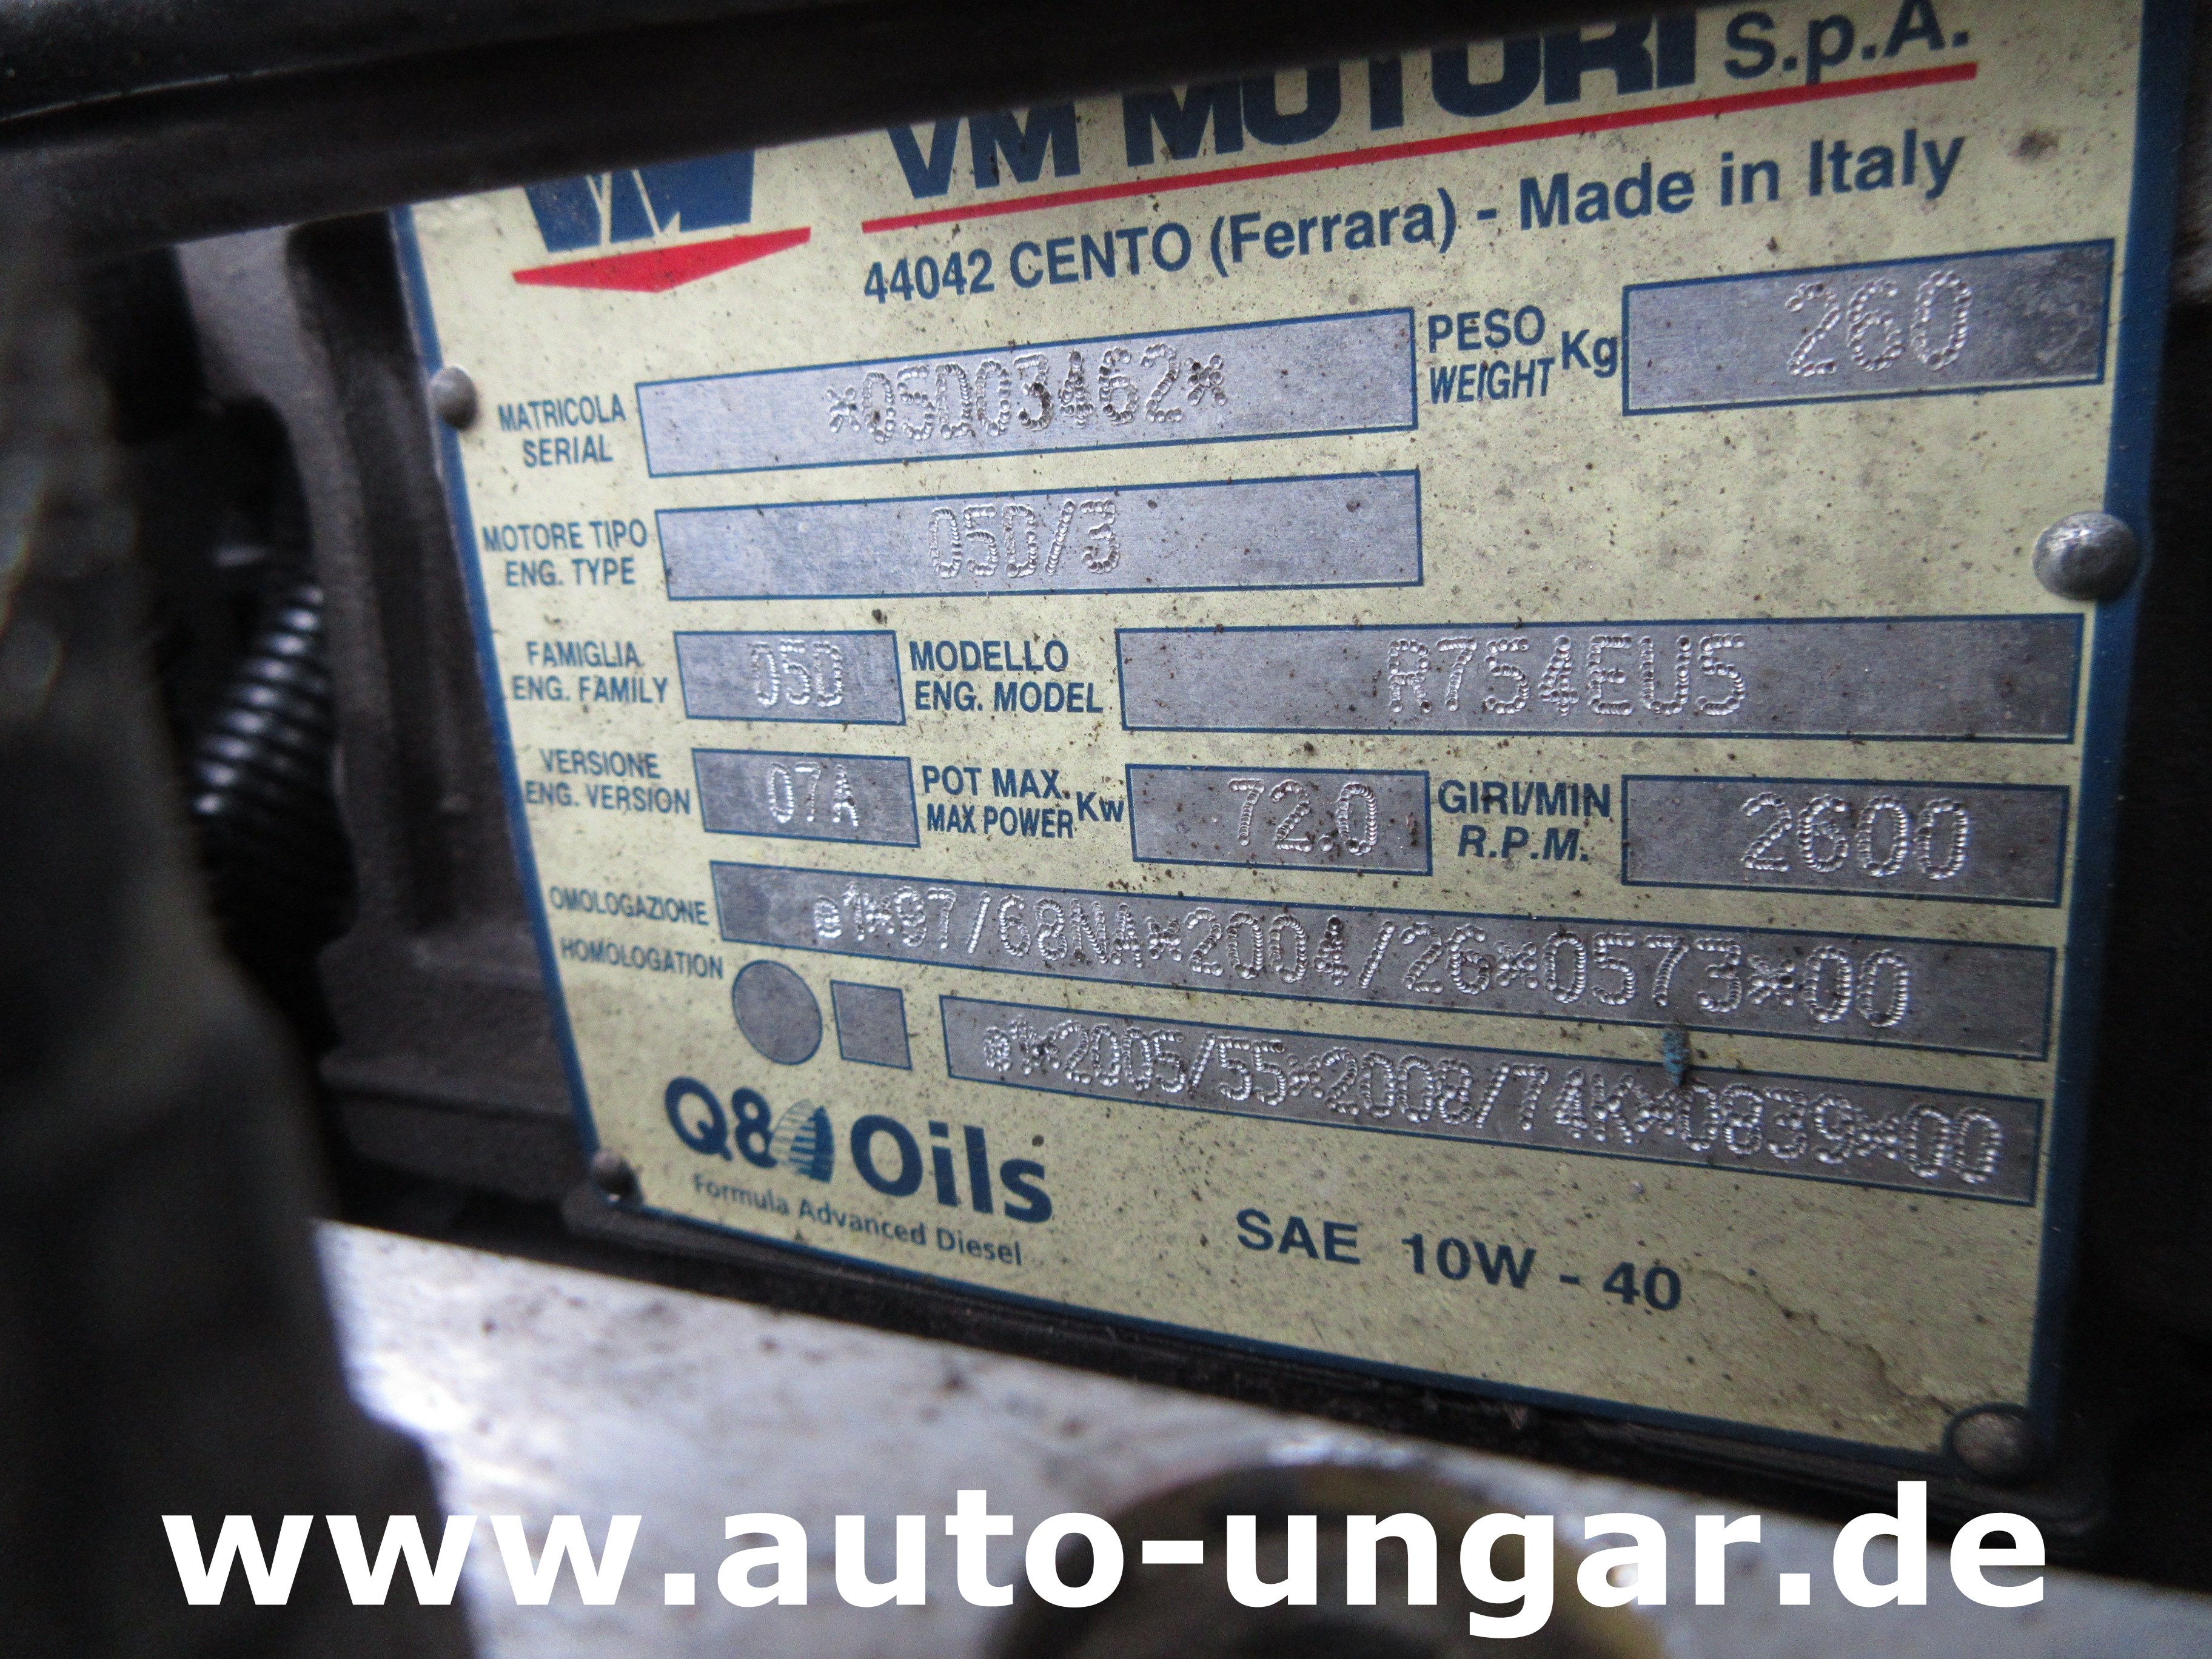 VM
VM MOTORI S.p.A.
44042 CENTO (Ferrara) - Made in Italy
MATRICOLA
SERIAL
*05D03462*
PESO
WEIGHT Kg
260
MOTORE TIPO
ENG. TYPE
05D/3
FAMIGLIA
ENG. FAMILY
05D
MODELLO
ENG. MODEL
R754EU5
VERSIONE
ENG. VERSION
07A
POT MAX.
MAX POWER Kw
72.0
GIRI/MIN
R.P.M.
2600
OMOLOGAZIONE
HOMOLOGATION
e1*97/68NA*2004/26*0573*00
e1*2005/55*2008/74K*0839*00
Q8 Oils
Formula Advanced Diesel
SAE 10W - 40
www.auto-ungar.de